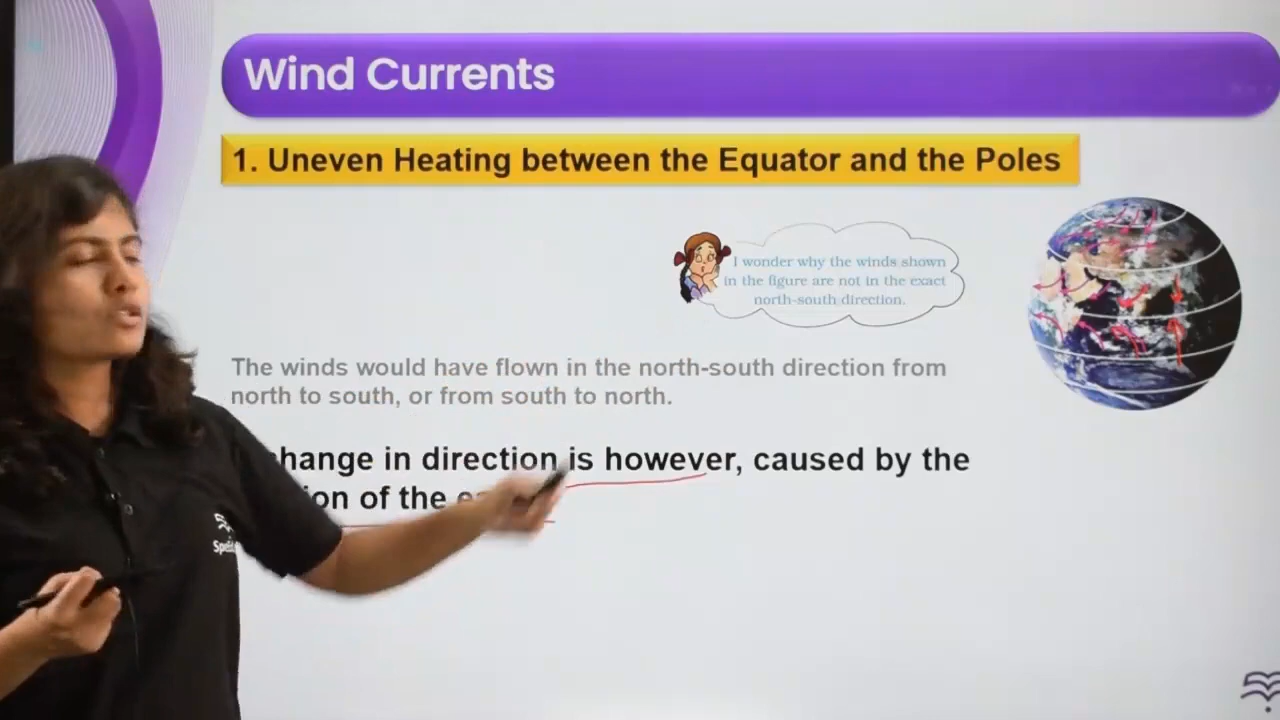 Wind Currents
1. Uneven Heating between the Equator and the Poles
I wonder why the winds shown
in the figure are not in the exact
north-south direction.
The winds would have flown in the north-south direction from
north to south, or from south to north.
change in direction is however, caused by the
of the